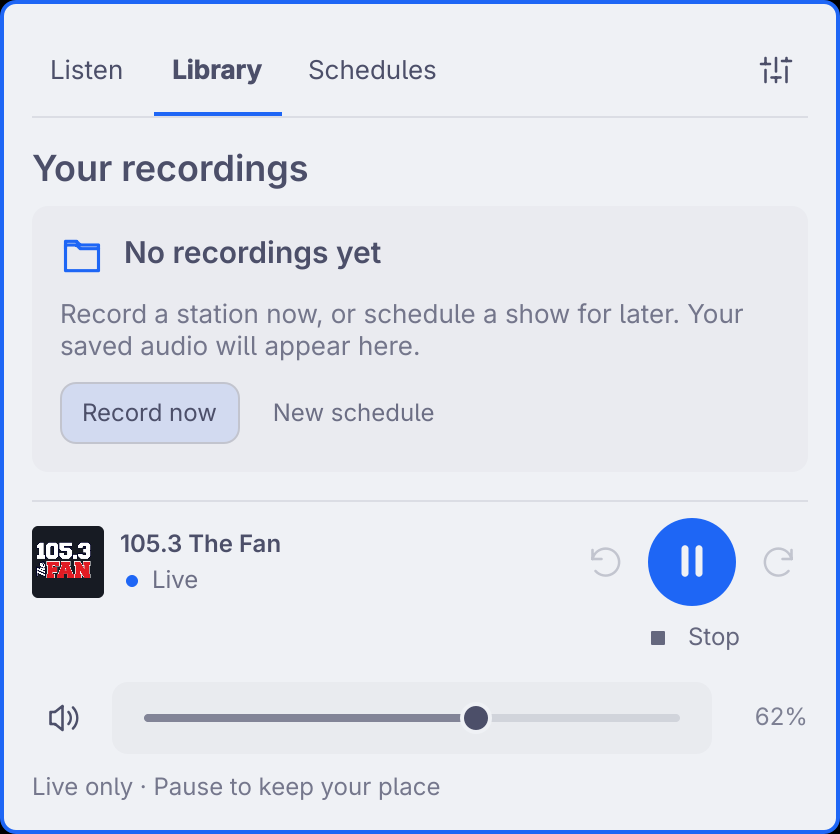 Listen Library Schedules
Your recordings
No recordings yet
Record a station now, or schedule a show for later. Your
saved audio will appear here.
Record now New schedule
105.3
The FAN
105.3 The Fan
Live
Stop
62%
Live only · Pause to keep your place